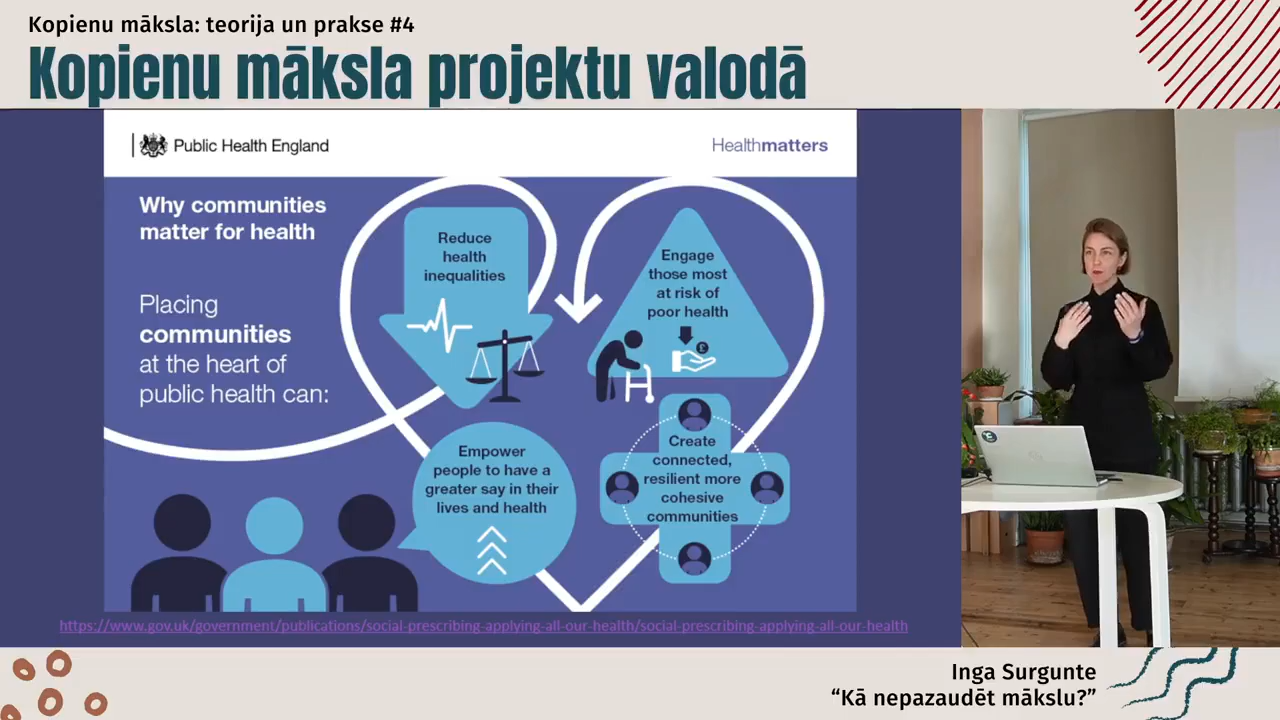 Kopienu māksla: teorija un prakse #4
Kopienu māksla projektu valodā
Public Health England
Healthmatters
Why communities
matter for health
Placing
communities
at the heart of
public health can:
Reduce
health
inequalities
Engage
those most
at risk of
poor health
£
Empower
people to have a
greater say in their
lives and health
Create
connected,
resilient more
cohesive
communities
https://www.gov.uk/government/publications/social-prescribing-applying-all-our-health/social-prescribing-applying-all-our-health
Inga Surgunte
“Kā nepazaudēt mākslu?”